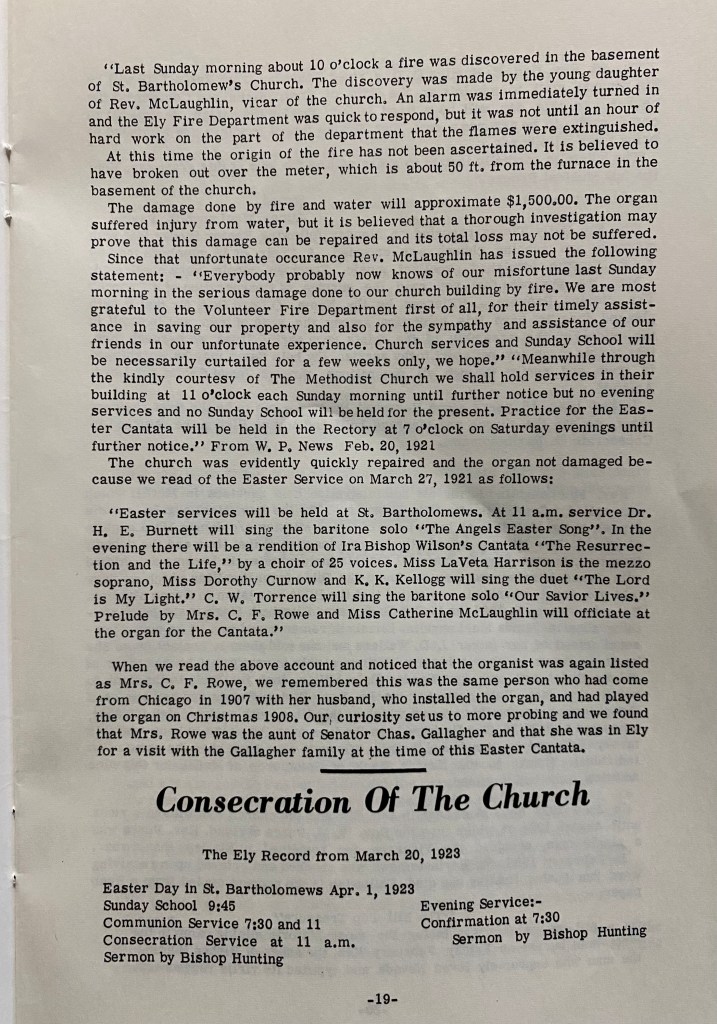 “Last Sunday morning about 10 o'clock a fire was discovered in the basement
of St. Bartholomew's Church. The discovery was made by the young daughter
of Rev. McLaughlin, vicar of the church. An alarm was immediately turned in
and the Ely Fire Department was quick to respond, but it was not until an hour of
hard work on the part of the department that the flames were extinguished.
At this time the origin of the fire has not been ascertained. It is believed to
have broken out over the meter, which is about 50 ft. from the furnace in the
basement of the church.
The damage done by fire and water will approximate $1,500.00. The organ
suffered injury from water, but it is believed that a thorough investigation may
prove that this damage can be repaired and its total loss may not be suffered.
Since that unfortunate occurance Rev. McLaughlin has issued the following
statement: - “Everybody probably now knows of our misfortune last Sunday
morning in the serious damage done to our church building by fire. We are most
grateful to the Volunteer Fire Department first of all, for their timely assist-
ance in saving our property and also for the sympathy and assistance of our
friends in our unfortunate experience. Church services and Sunday School will
be necessarily curtailed for a few weeks only, we hope.” “Meanwhile through
the kindly courtesy of The Methodist Church we shall hold services in their
building at 11 o'clock each Sunday morning until further notice but no evening
services and no Sunday School will be held for the present. Practice for the Eas-
ter Cantata will be held in the Rectory at 7 o'clock on Saturday evenings until
further notice.” From W. P. News Feb. 20, 1921
The church was evidently quickly repaired and the organ not damaged be-
cause we read of the Easter Service on March 27, 1921 as follows:
“Easter services will be held at St. Bartholomews. At 11 a.m. service Dr.
H. E. Burnett will sing the baritone solo “The Angels Easter Song”. In the
evening there will be a rendition of Ira Bishop Wilson's Cantata “The Resurrec-
tion and the Life,” by a choir of 25 voices. Miss LaVeta Harrison is the mezzo
soprano, Miss Dorothy Curnow and K. K. Kellogg will sing the duet “The Lord
is My Light.” C. W. Torrence will sing the baritone solo “Our Savior Lives.”
Prelude by Mrs. C. F. Rowe and Miss Catherine McLaughlin will officiate at
the organ for the Cantata.”
When we read the above account and noticed that the organist was again listed
as Mrs. C. F. Rowe, we remembered this was the same person who had come
from Chicago in 1907 with her husband, who installed the organ, and had played
the organ on Christmas 1908. Our curiosity set us to more probing and we found
that Mrs. Rowe was the aunt of Senator Chas. Gallagher and that she was in Ely
for a visit with the Gallagher family at the time of this Easter Cantata.
Consecration Of The Church
The Ely Record from March 20, 1923
Easter Day in St. Bartholomews Apr. 1, 1923
Sunday School 9:45
Communion Service 7:30 and 11
Consecration Service at 11 a.m.
Sermon by Bishop Hunting
Evening Service:-
Confirmation at 7:30
Sermon by Bishop Hunting
-19-